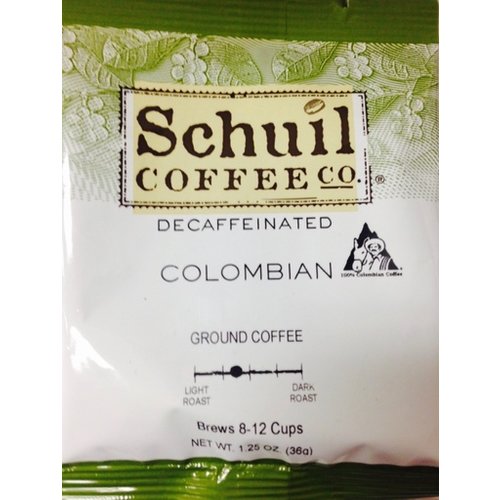 Schuil
COFFEE CO.®
DECAFFEINATED
COLOMBIAN
100% Colombian Coffee
GROUND COFFEE
LIGHT ROAST
DARK ROAST
Brews 8-12 Cups
NET WT. 1.25 OZ. (36g)